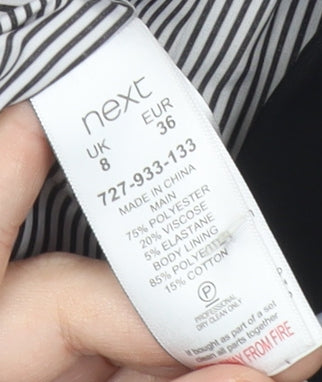 next
UK EUR
8 36
727-933-133
MADE IN CHINA
MAIN
75% POLYESTER
20% VISCOSE
5% ELASTANE
BODY LINING
85% POLYEM
15% COTTON
P
PROFESSIONAL
DRY CLEAN ONLY
If bought as part of a set
clean all parts together
Y FROM FIRE